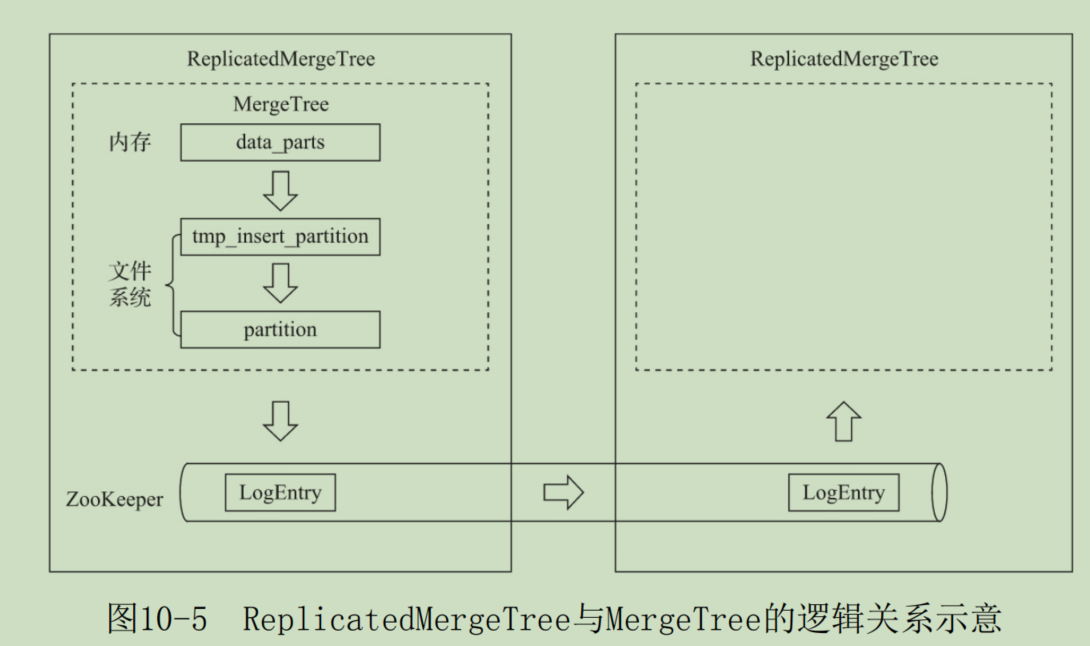 ReplicatedMergeTree
MergeTree
内存
data_parts
tmp_insert_partition
文件
系统
partition
ZooKeeper
LogEntry
ReplicatedMergeTree
LogEntry
图10-5 ReplicatedMergeTree与MergeTree的逻辑关系示意